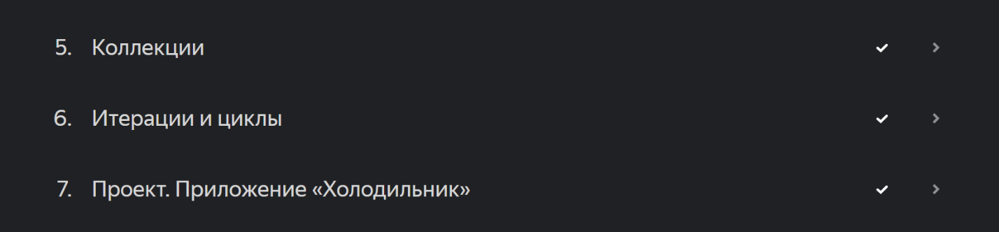 5. Коллекции
6. Итерации и циклы
7. Проект. Приложение «Холодильник»